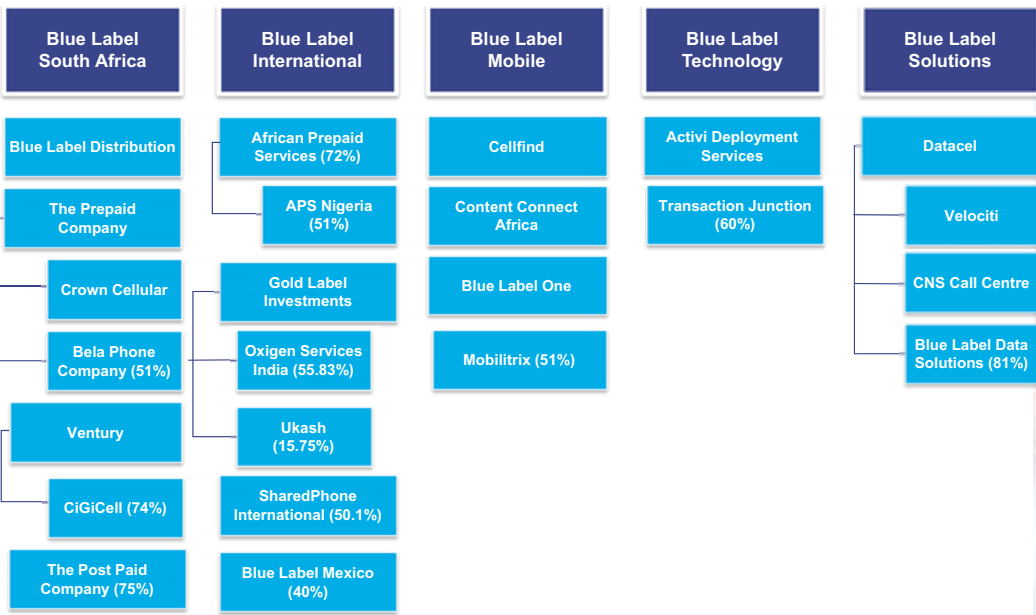 Blue Label
South Africa
Blue Label Distribution
The Prepaid
Company
Crown Cellular
Bela Phone
Company (51%)
Ventury
CiGiCell (74%)
The Post Paid
Company (75%)
Blue Label
International
African Prepaid
Services (72%)
APS Nigeria
(51%)
Gold Label
Investments
Oxigen Services
India (55.83%)
Ukash
(15.75%)
SharedPhone
International (50.1%)
Blue Label Mexico
(40%)
Blue Label
Mobile
Cellfind
Content Connect
Africa
Blue Label One
Mobilitrix (51%)
Blue Label
Technology
Activi Deployment
Services
Transaction Junction
(60%)
Blue Label
Solutions
Datacel
Velociti
CNS Call Centre
Blue Label Data
Solutions (81%)